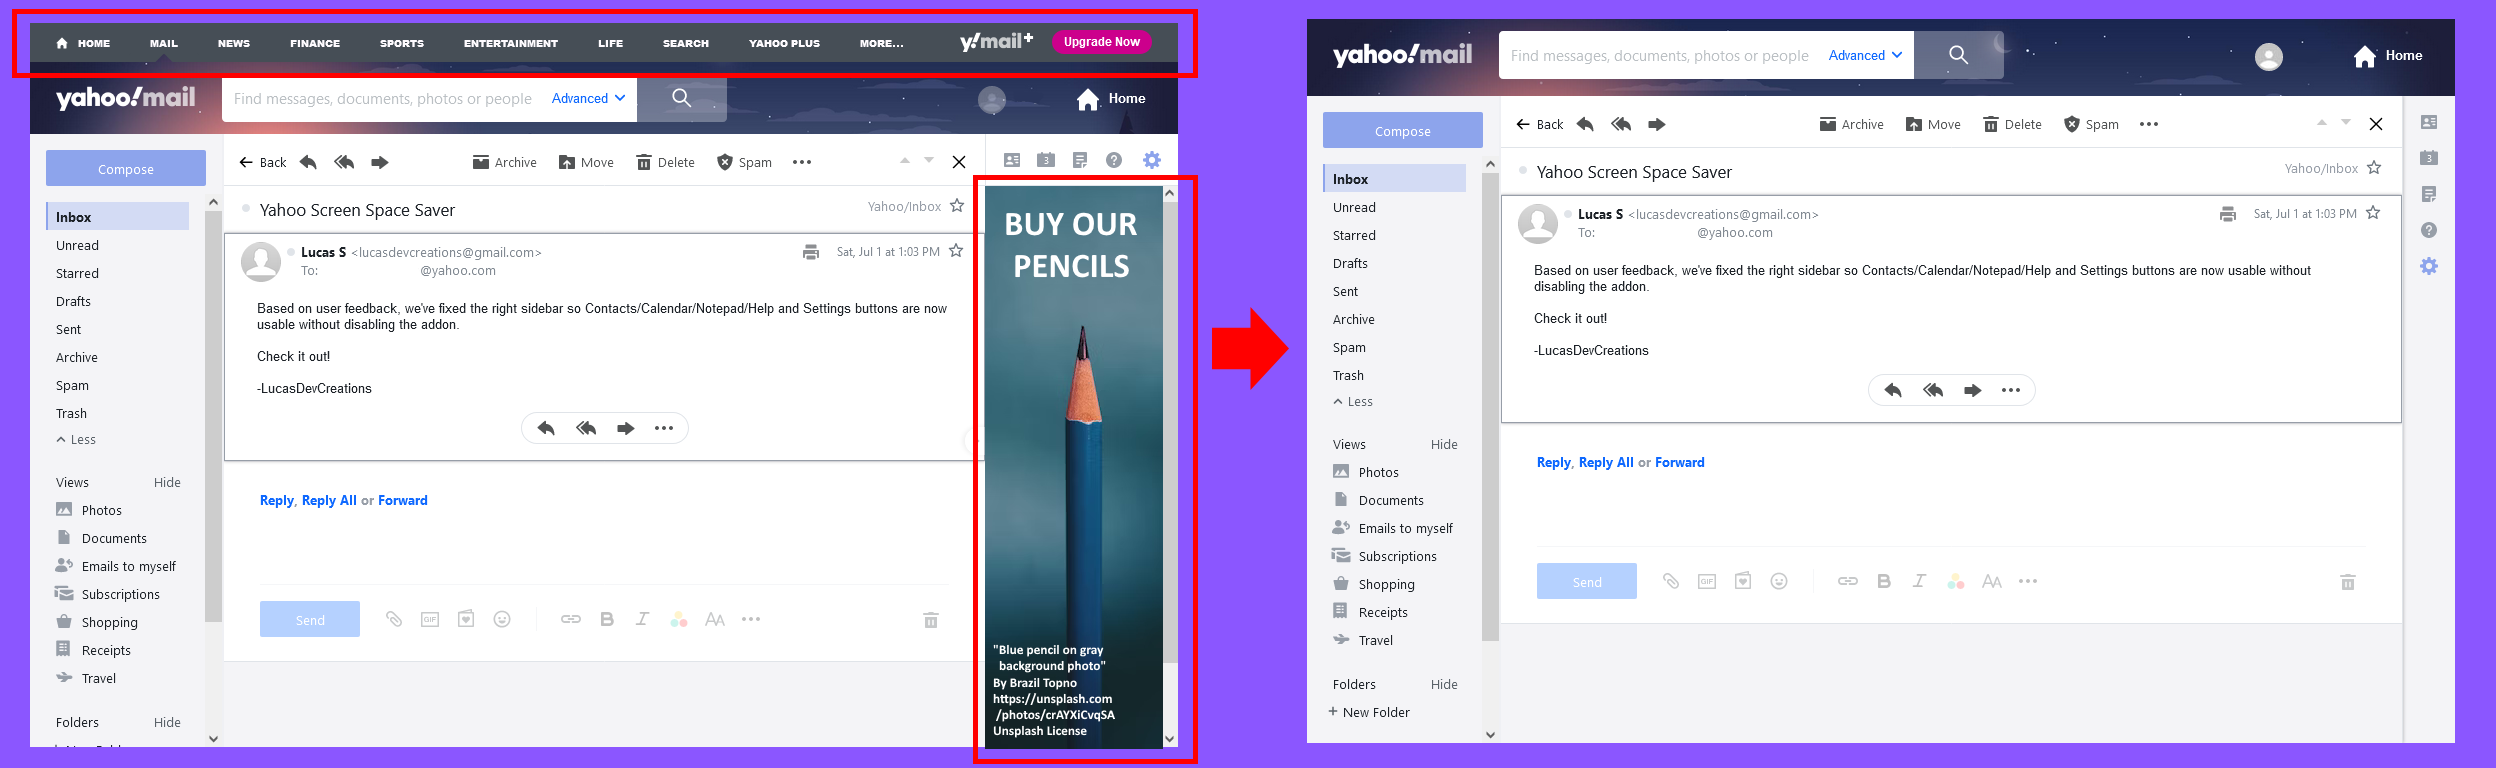 HOME MAIL NEWS FINANCE SPORTS ENTERTAINMENT LIFE SEARCH YAHOO PLUS MORE... y!mail+ Upgrade Now
yahoo!mail Find messages, documents, photos or people Advanced Home
Compose
Back Archive Move Delete Spam 3
Inbox
Unread
Starred
Drafts
Sent
Archive
Spam
Trash
Less
Views Hide
Photos
Documents
Emails to myself
Subscriptions
Shopping
Receipts
Travel
Folders Hide
Yahoo Screen Space Saver Yahoo/Inbox
Lucas S <lucasdevcreations@gmail.com> Sat, Jul 1 at 1:03 PM
To: @yahoo.com
Based on user feedback, we've fixed the right sidebar so Contacts/Calendar/Notepad/Help and Settings buttons are now
usable without disabling the addon.
Check it out!
-LucasDevCreations
Reply, Reply All or Forward
Send GIF AA
BUY OUR
PENCILS
"Blue pencil on gray
background photo"
By Brazil Topno
https://unsplash.com
/photos/crAYXiCvqSA
Unsplash License
yahoo!mail Find messages, documents, photos or people Advanced Home
Compose
Back Archive Move Delete Spam
3
Inbox
Unread
Starred
Drafts
Sent
Archive
Spam
Trash
Less
Views Hide
Photos
Documents
Emails to myself
Subscriptions
Shopping
Receipts
Travel
Folders Hide
+ New Folder
Yahoo Screen Space Saver Yahoo/Inbox
Lucas S <lucasdevcreations@gmail.com> Sat, Jul 1 at 1:03 PM
To: @yahoo.com
Based on user feedback, we've fixed the right sidebar so Contacts/Calendar/Notepad/Help and Settings buttons are now usable without
disabling the addon.
Check it out!
-LucasDevCreations
Reply, Reply All or Forward
Send GIF B I AA